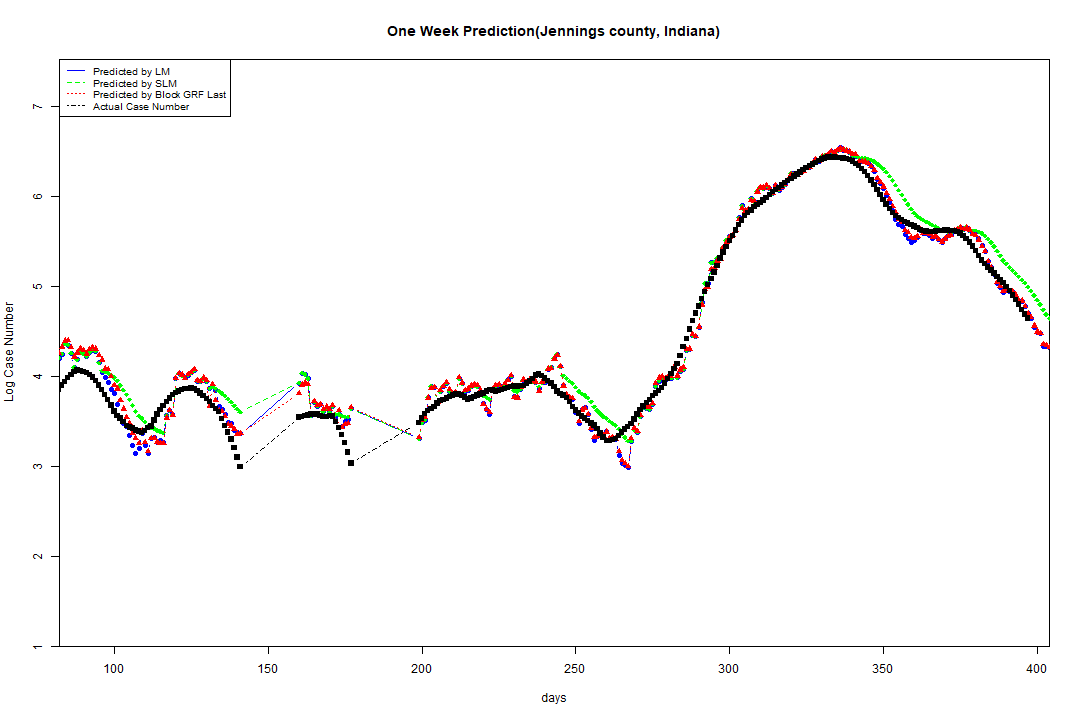 One Week Prediction(Jennings county, Indiana)
Predicted by LM
Predicted by SLM
Predicted by Block GRF Last
Actual Case Number
Log Case Number
7
6
5
4
3
2
1
100 150 200 250 300 350 400
days